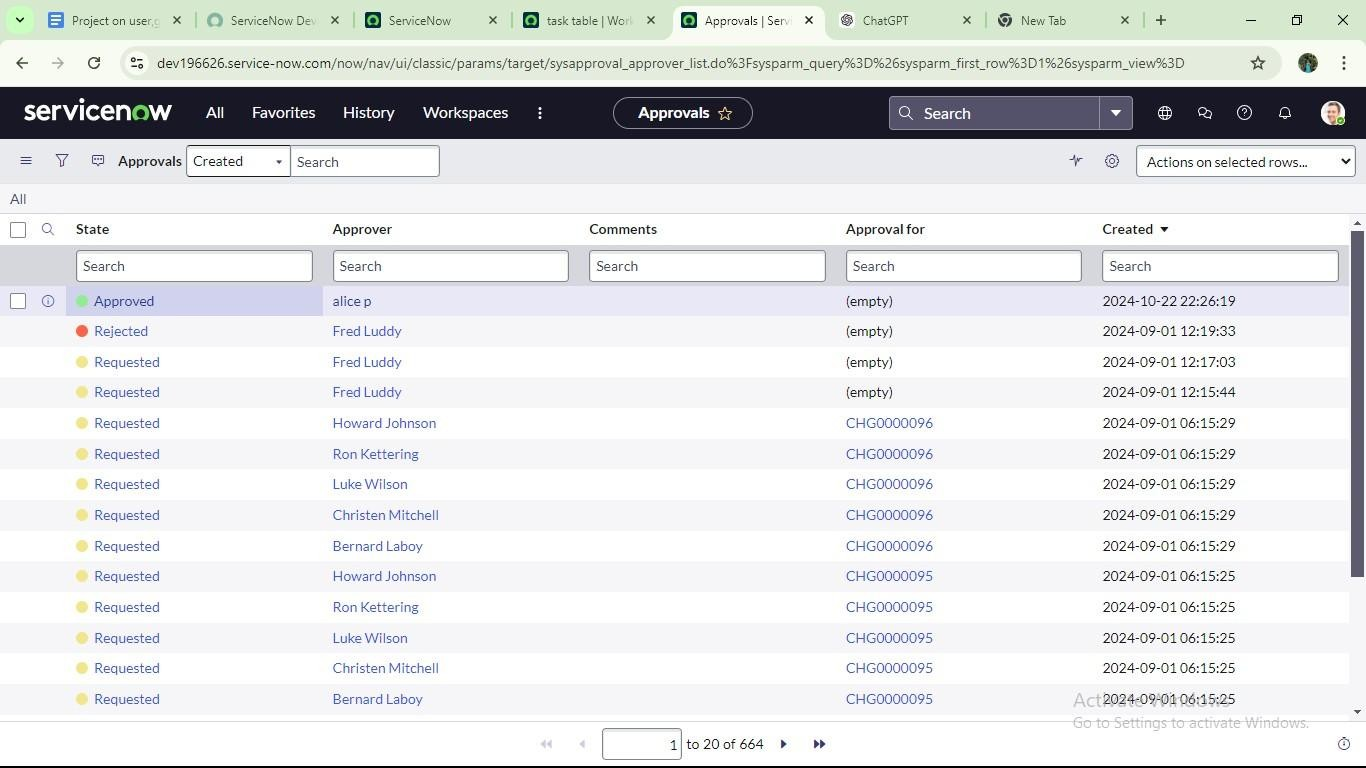 Project on user,g
ServiceNow Dev
ServiceNow
task table | Work
Approvals | Serv
ChatGPT
New Tab
dev196626.service-now.com/now/nav/ui/classic/params/target/sysapproval_approver_list.do%3Fsysparm_query%3D%26sysparm_first_row%3D1%26sysparm_view%3D
servicenow All Favorites History Workspaces Approvals Search
Approvals Created Search Actions on selected rows...
All
State Approver Comments Approval for Created
Search Search Search Search Search
Approved alice p (empty) 2024-10-22 22:26:19
Rejected Fred Luddy (empty) 2024-09-01 12:19:33
Requested Fred Luddy (empty) 2024-09-01 12:17:03
Requested Fred Luddy (empty) 2024-09-01 12:15:44
Requested Howard Johnson CHG0000096 2024-09-01 06:15:29
Requested Ron Kettering CHG0000096 2024-09-01 06:15:29
Requested Luke Wilson CHG0000096 2024-09-01 06:15:29
Requested Christen Mitchell CHG0000096 2024-09-01 06:15:29
Requested Bernard Laboy CHG0000096 2024-09-01 06:15:29
Requested Howard Johnson CHG0000095 2024-09-01 06:15:25
Requested Ron Kettering CHG0000095 2024-09-01 06:15:25
Requested Luke Wilson CHG0000095 2024-09-01 06:15:25
Requested Christen Mitchell CHG0000095 2024-09-01 06:15:25
Requested Bernard Laboy CHG0000095 2024-09-01 06:15:25
Activate Windows
Go to Settings to activate Windows.
1 to 20 of 664